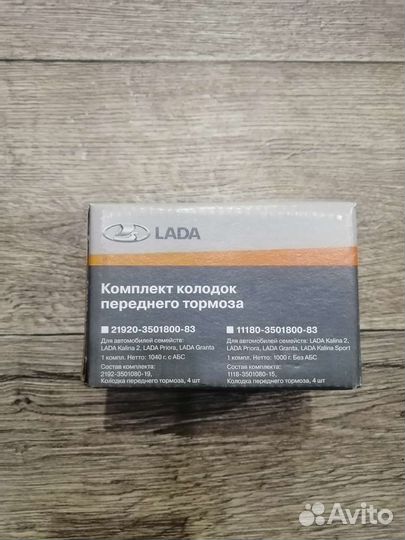 LADA
Комплект колодок
переднего тормоза
21920-3501800-83
Для автомобилей семейств:
LADA Kalina 2, LADA Priora, LADA Granta
1 компл. Нетто: 1040 г. с АБС
Состав комплекта:
2192-3501080-19,
Колодка переднего тормоза, 4 шт
11180-3501800-83
Для автомобилей семейств: LADA Kalina 2,
LADA Priora, LADA Granta, LADA Kalina Sport
1 компл. Нетто: 1000 г. Без АБС
Состав комплекта:
1118-3501080-15,
Колодка переднего тормоза, 4 шт
Avito